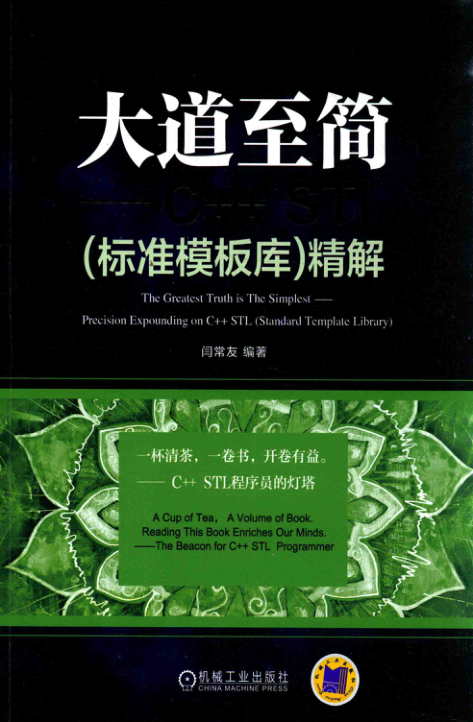 大道至简
——C++ STL
(标准模板库)精解
The Greatest Truth is The Simplest ——
Precision Expounding on C++ STL (Standard Template Library)
闫常友 编著
一杯清茶，一卷书，开卷有益。
—— C++ STL程序员的灯塔
A Cup of Tea， A Volume of Book.
Reading This Book Enriches Our Minds.
——The Beacon for C++ STL Programmer
机械工业出版社
CHINA MACHINE PRESS